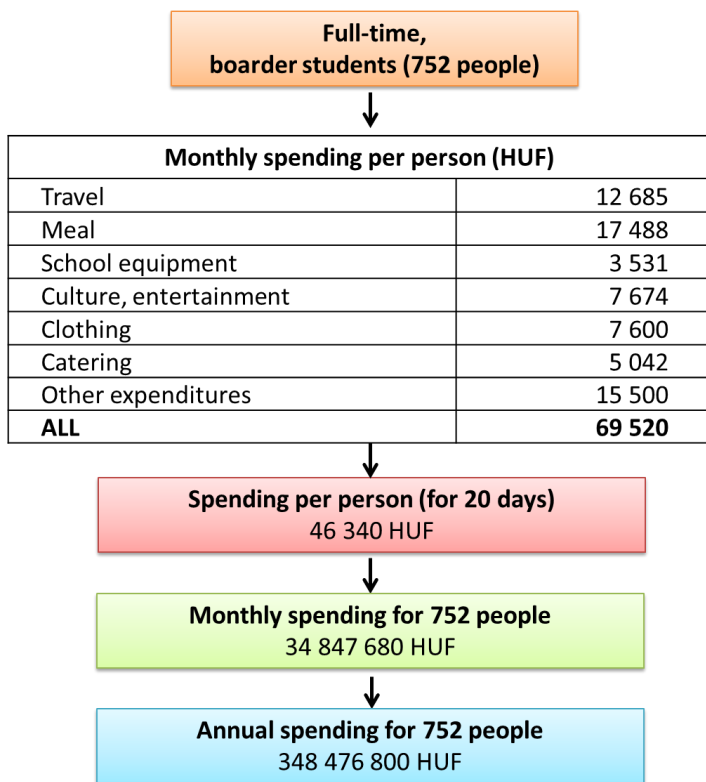 Full-time,
boarder students (752 people)
Monthly spending per person (HUF)
Travel 12 685
Meal 17 488
School equipment 3 531
Culture, entertainment 7 674
Clothing 7 600
Catering 5 042
Other expenditures 15 500
ALL 69 520
Spending per person (for 20 days)
46 340 HUF
Monthly spending for 752 people
34 847 680 HUF
Annual spending for 752 people
348 476 800 HUF